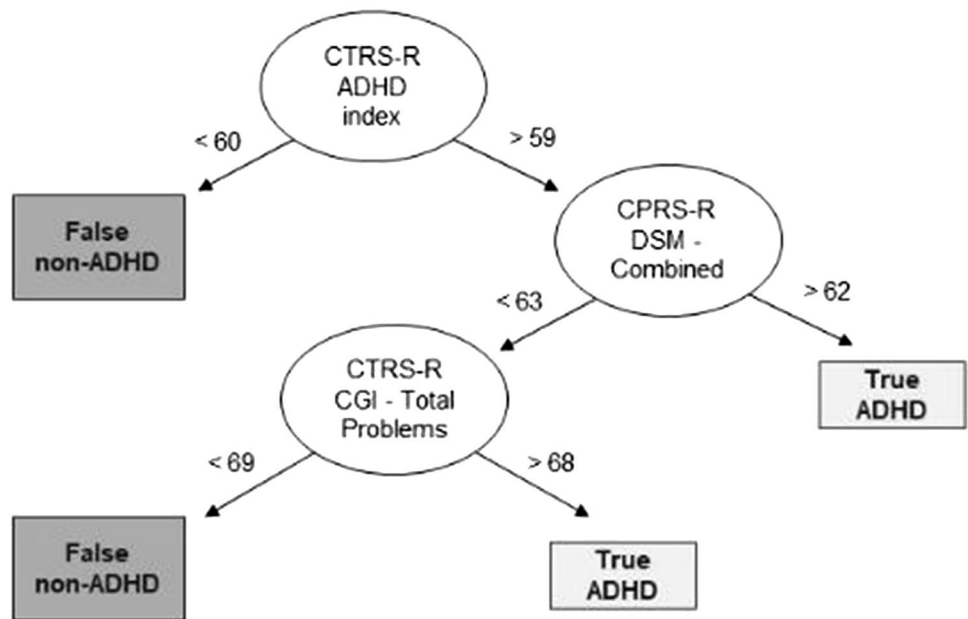 CTRS-R
ADHD
index
< 60
> 59
False
non-ADHD
CPRS-R
DSM -
Combined
< 63
> 62
CTRS-R
CGI - Total
Problems
True
ADHD
< 69
> 68
False
non-ADHD
True
ADHD